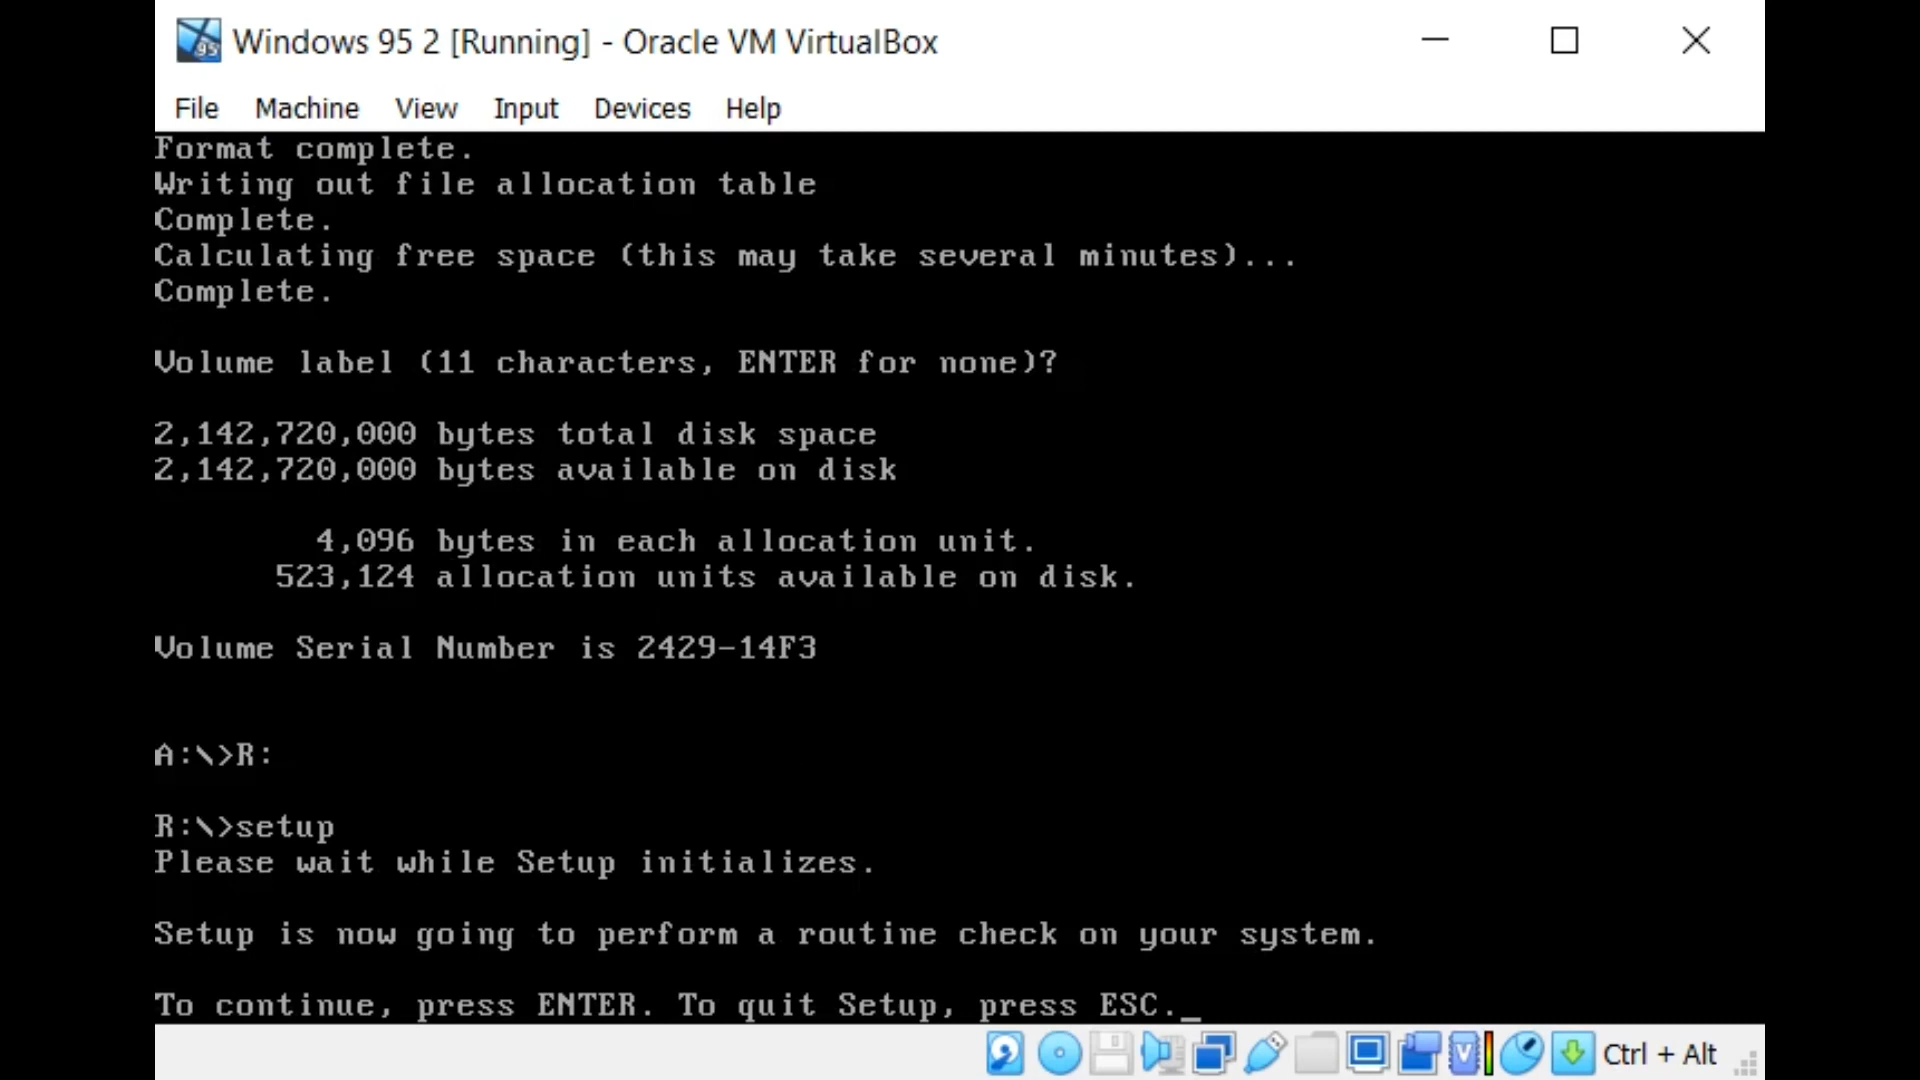 Windows 95 2 [Running] - Oracle VM VirtualBox
File Machine View Input Devices Help
Format complete.
Writing out file allocation table
Complete.
Calculating free space (this may take several minutes)...
Complete.
Volume label (11 characters, ENTER for none)?
2,142,720,000 bytes total disk space
2,142,720,000 bytes available on disk
4,096 bytes in each allocation unit.
523,124 allocation units available on disk.
Volume Serial Number is 2429-14F3
A:\>R:
R:\>setup
Please wait while Setup initializes.
Setup is now going to perform a routine check on your system.
To continue, press ENTER. To quit Setup, press ESC._
Ctrl + Alt